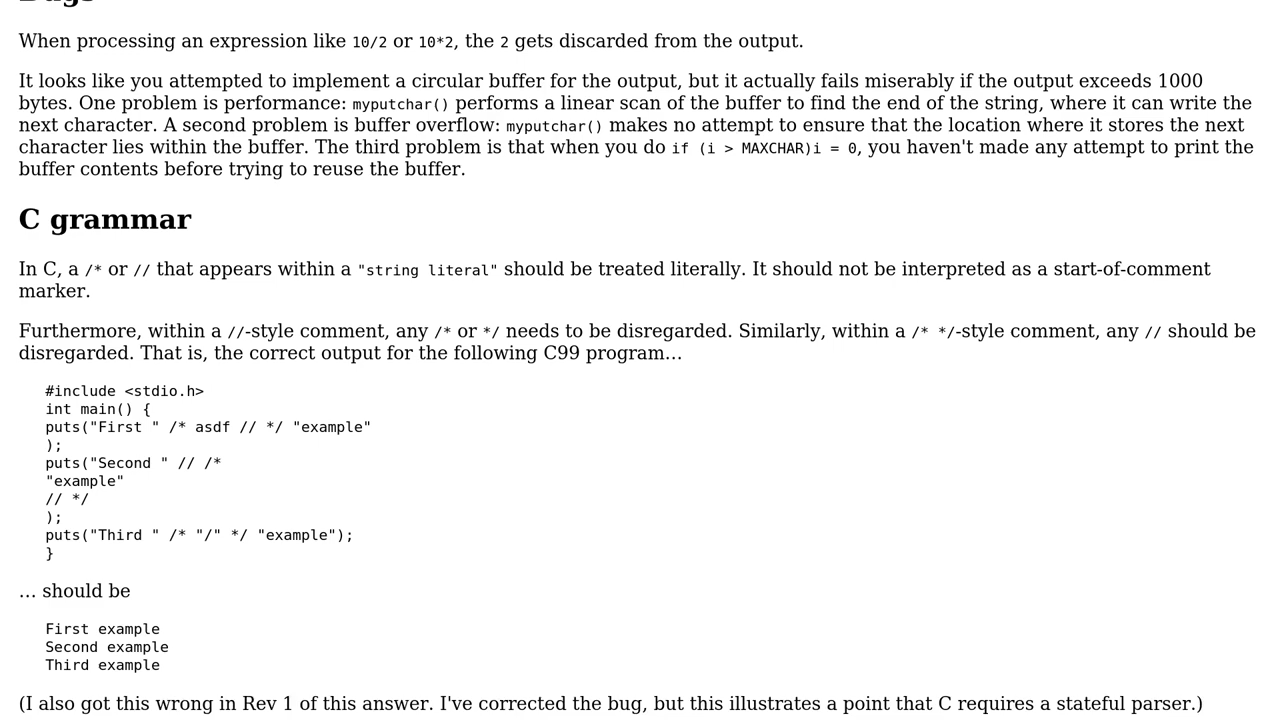 Bugs
When processing an expression like 10/2 or 10*2, the 2 gets discarded from the output.
It looks like you attempted to implement a circular buffer for the output, but it actually fails miserably if the output exceeds 1000
bytes. One problem is performance: myputchar() performs a linear scan of the buffer to find the end of the string, where it can write the
next character. A second problem is buffer overflow: myputchar() makes no attempt to ensure that the location where it stores the next
character lies within the buffer. The third problem is that when you do if (i > MAXCHAR)i = 0, you haven't made any attempt to print the
buffer contents before trying to reuse the buffer.
C grammar
In C, a /* or // that appears within a "string literal" should be treated literally. It should not be interpreted as a start-of-comment
marker.
Furthermore, within a //-style comment, any /* or */ needs to be disregarded. Similarly, within a /* */-style comment, any // should be
disregarded. That is, the correct output for the following C99 program…
#include <stdio.h>
int main() {
puts("First " /* asdf // */ "example"
);
puts("Second " // /*
"example"
// */
);
puts("Third " /* "/" */ "example");
}
… should be
First example
Second example
Third example
(I also got this wrong in Rev 1 of this answer. I've corrected the bug, but this illustrates a point that C requires a stateful parser.)